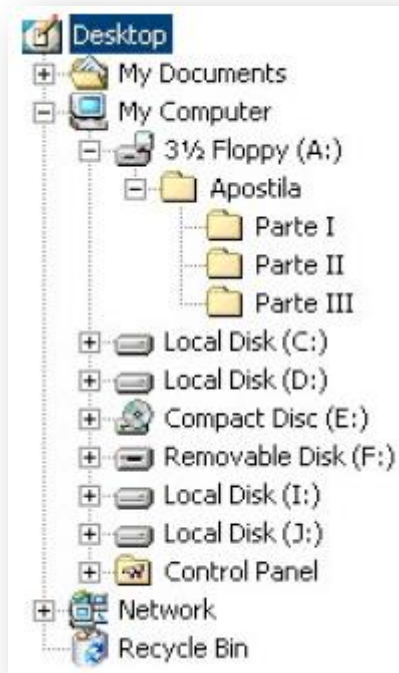 Desktop
My Documents
My Computer
3½ Floppy (A:)
Apostila
Parte I
Parte II
Parte III
Local Disk (C:)
Local Disk (D:)
Compact Disc (E:)
Removable Disk (F:)
Local Disk (I:)
Local Disk (J:)
Control Panel
Network
Recycle Bin